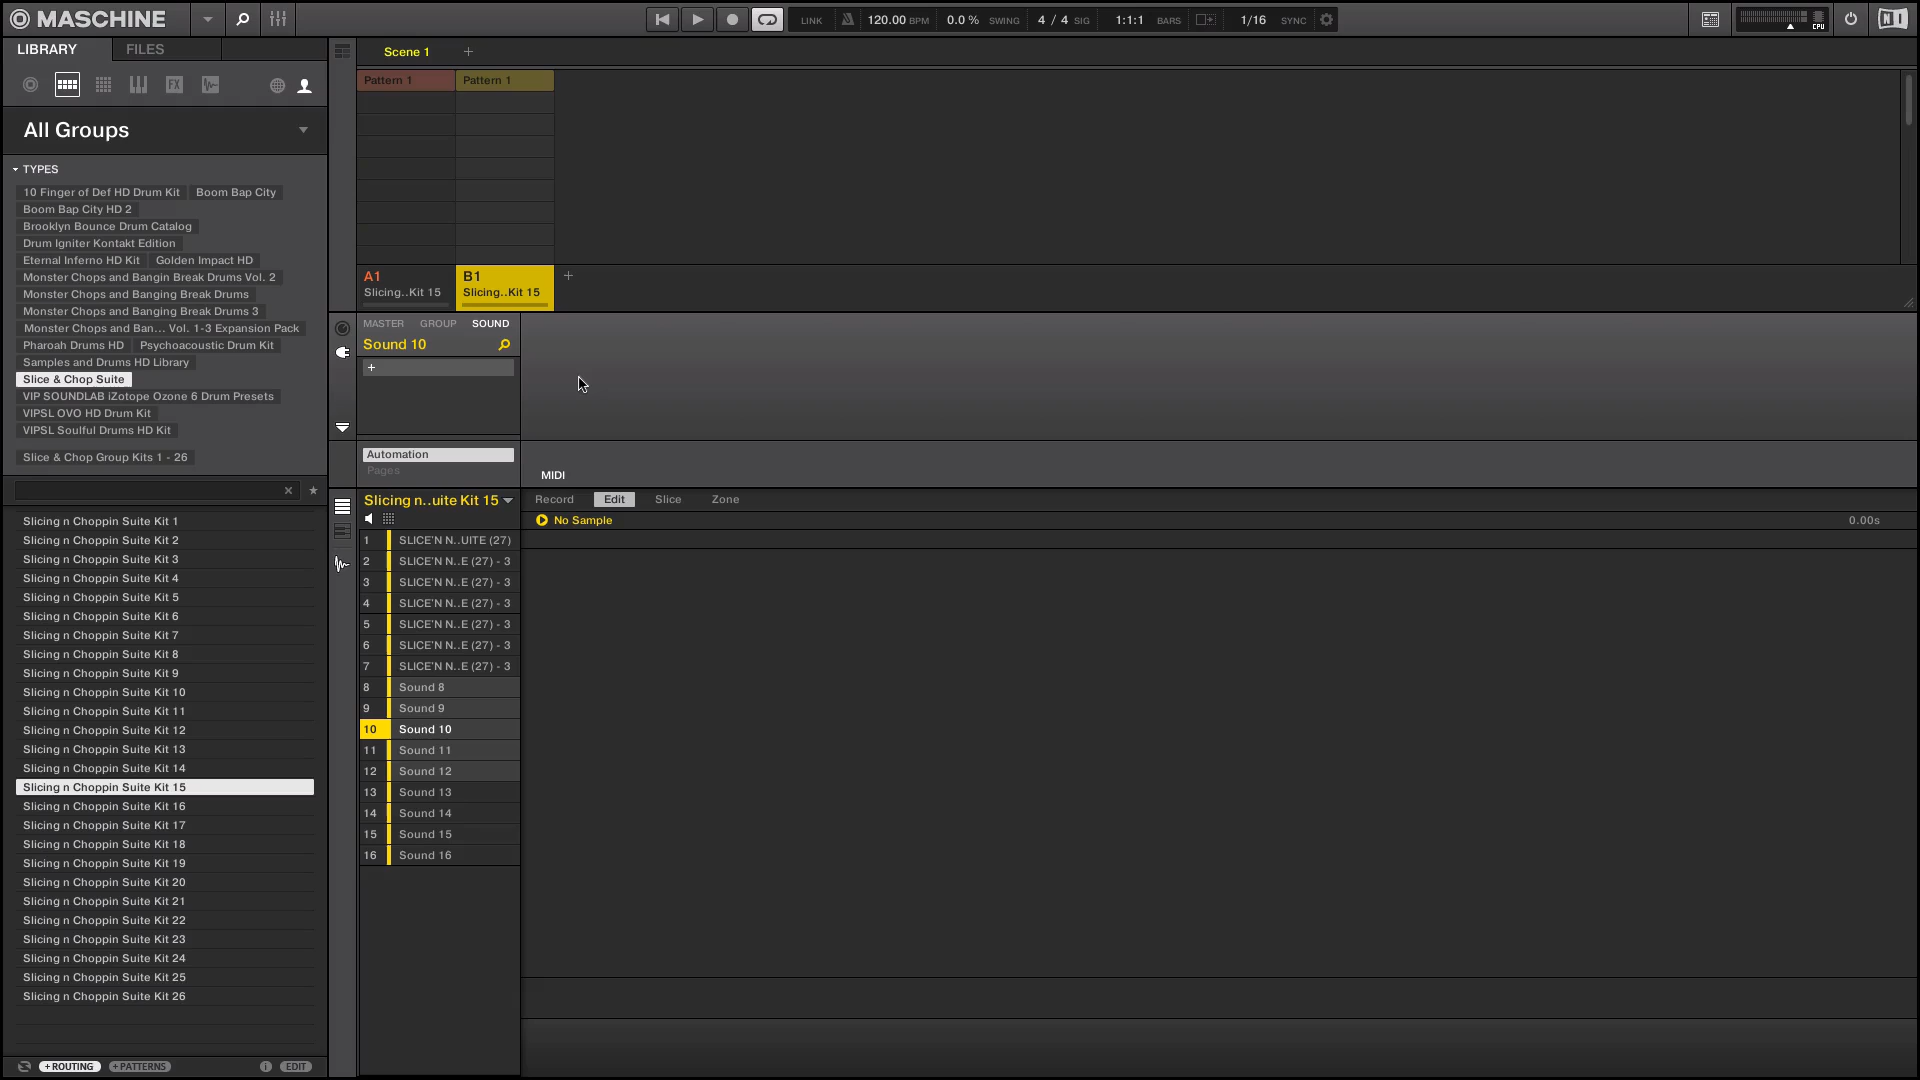 MASCHINE
LINK 120.00 BPM 0.0 % SWING 4 / 4 SIG 1:1:1 BARS 1/16 SYNC CPU
LIBRARY FILES
All Groups
TYPES
10 Finger of Def HD Drum Kit Boom Bap City
Boom Bap City HD 2
Brooklyn Bounce Drum Catalog
Drum Igniter Kontakt Edition
Eternal Inferno HD Kit Golden Impact HD
Monster Chops and Bangin Break Drums Vol. 2
Monster Chops and Banging Break Drums
Monster Chops and Banging Break Drums 3
Monster Chops and Ban... Vol. 1-3 Expansion Pack
Pharoah Drums HD Psychoacoustic Drum Kit
Samples and Drums HD Library
Slice & Chop Suite
VIP SOUNDLAB iZotope Ozone 6 Drum Presets
VIPSL OVO HD Drum Kit
VIPSL Soulful Drums HD Kit
Slice & Chop Group Kits 1 - 26
Slicing n Choppin Suite Kit 1
Slicing n Choppin Suite Kit 2
Slicing n Choppin Suite Kit 3
Slicing n Choppin Suite Kit 4
Slicing n Choppin Suite Kit 5
Slicing n Choppin Suite Kit 6
Slicing n Choppin Suite Kit 7
Slicing n Choppin Suite Kit 8
Slicing n Choppin Suite Kit 9
Slicing n Choppin Suite Kit 10
Slicing n Choppin Suite Kit 11
Slicing n Choppin Suite Kit 12
Slicing n Choppin Suite Kit 13
Slicing n Choppin Suite Kit 14
Slicing n Choppin Suite Kit 15
Slicing n Choppin Suite Kit 16
Slicing n Choppin Suite Kit 17
Slicing n Choppin Suite Kit 18
Slicing n Choppin Suite Kit 19
Slicing n Choppin Suite Kit 20
Slicing n Choppin Suite Kit 21
Slicing n Choppin Suite Kit 22
Slicing n Choppin Suite Kit 23
Slicing n Choppin Suite Kit 24
Slicing n Choppin Suite Kit 25
Slicing n Choppin Suite Kit 26
+ROUTING +PATTERNS i EDIT
Scene 1 +
Pattern 1 Pattern 1
A1 B1 +
Slicing..Kit 15 Slicing..Kit 15
MASTER GROUP SOUND
Sound 10
+
Automation
Pages
MIDI
Slicing n..uite Kit 15
Record Edit Slice Zone
No Sample 0.00s
1 SLICE'N N..UITE (27)
2 SLICE'N N..E (27) - 3
3 SLICE'N N..E (27) - 3
4 SLICE'N N..E (27) - 3
5 SLICE'N N..E (27) - 3
6 SLICE'N N..E (27) - 3
7 SLICE'N N..E (27) - 3
8 Sound 8
9 Sound 9
10 Sound 10
11 Sound 11
12 Sound 12
13 Sound 13
14 Sound 14
15 Sound 15
16 Sound 16